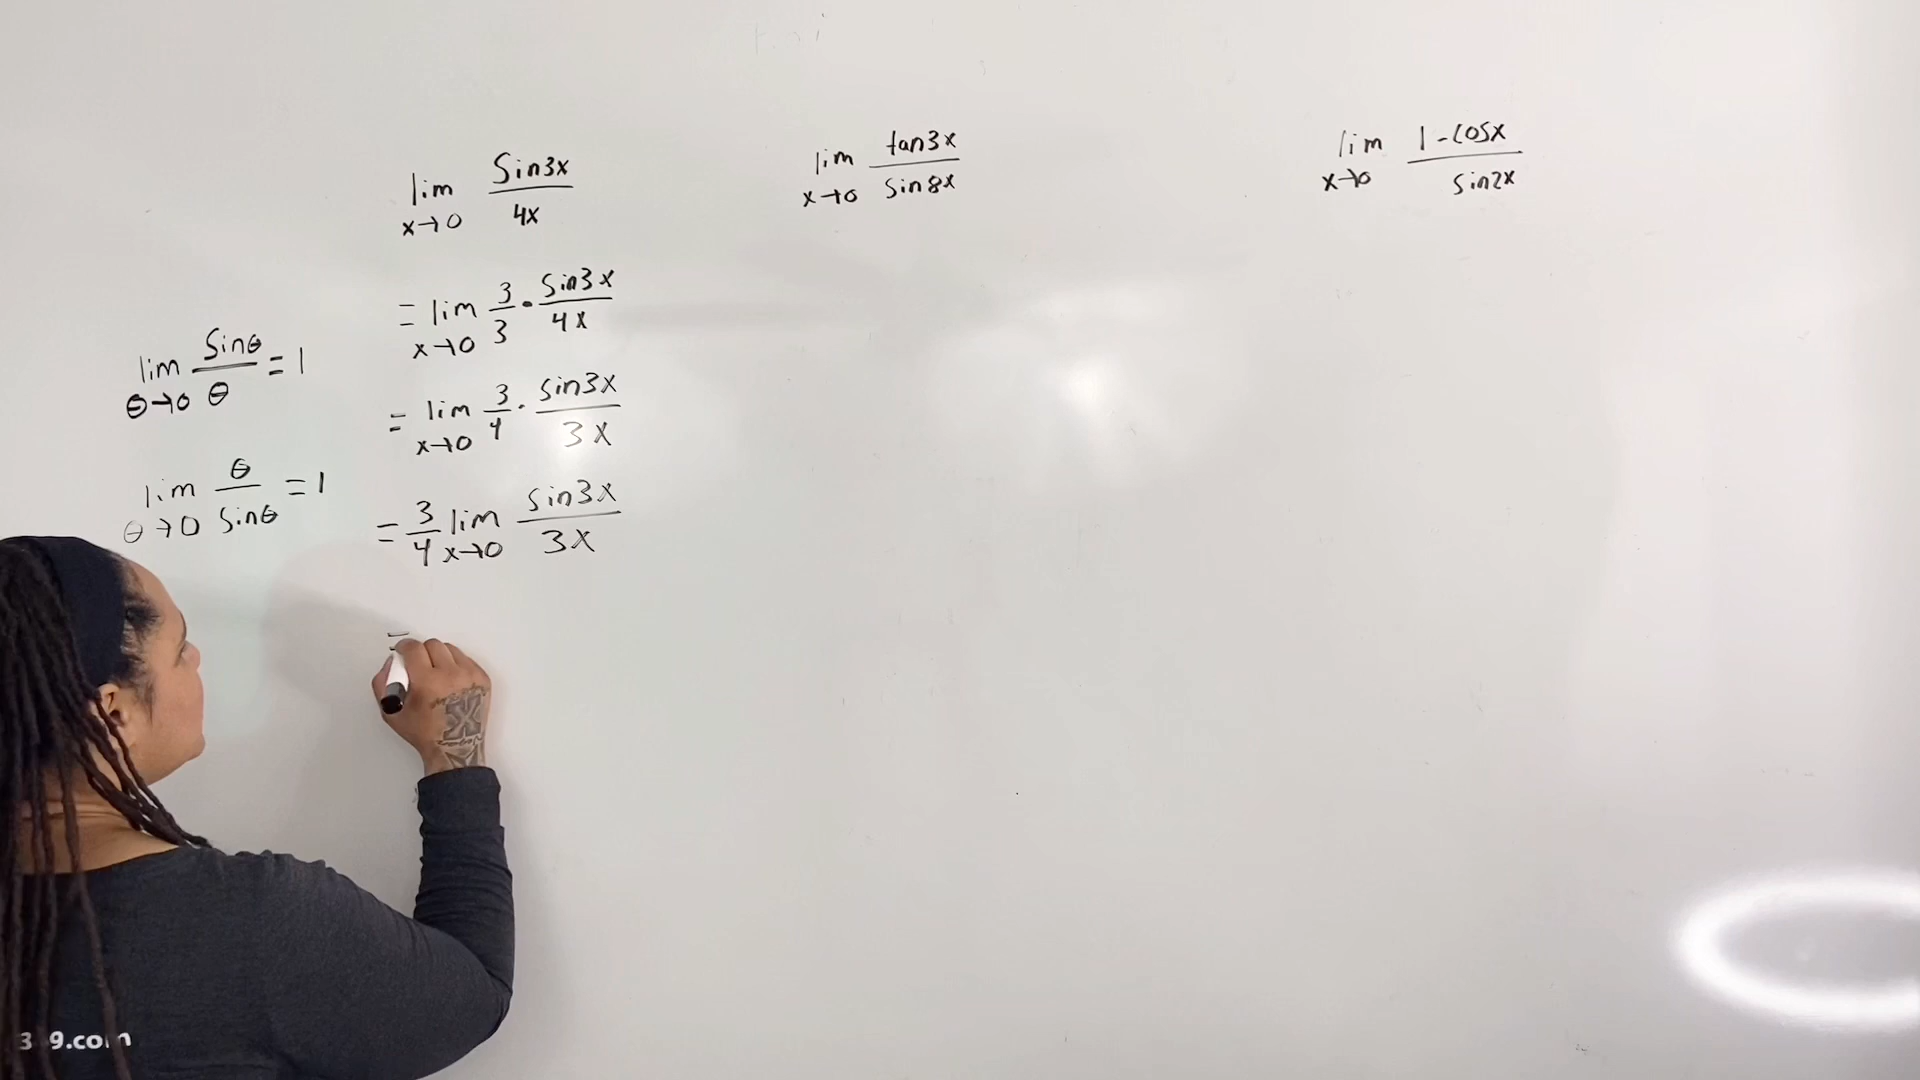 lim sinθ/θ = 1
θ→0
lim θ/sinθ = 1
θ→0
lim Sin3x/4x
x→0
= lim 3/3 · Sin3x/4x
x→0
= lim 3/4 · sin3x/3x
x→0
= 3/4 lim sin3x/3x
x→0
=
lim tan3x/sin8x
x→0
lim 1-cosx/sin2x
x→0